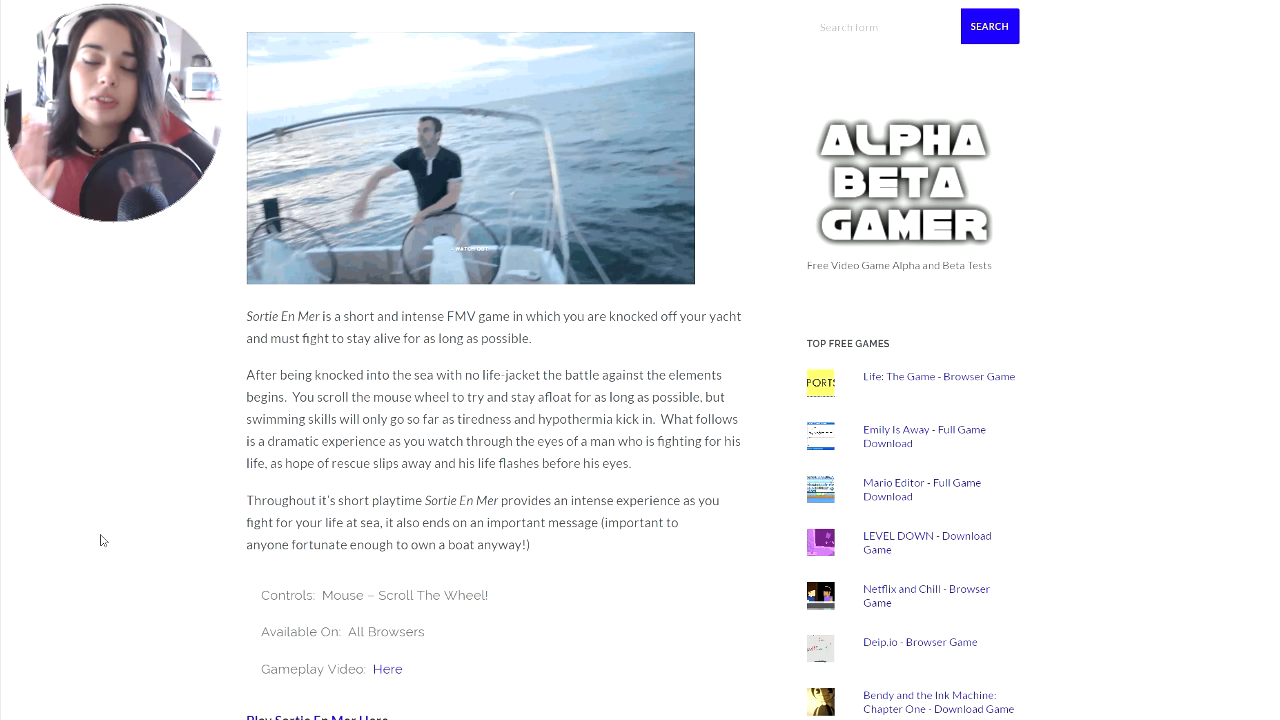 Search form
SEARCH
WATCH OUT!
ALPHA
BETA
GAMER
Free Video Game Alpha and Beta Tests
Sortie En Mer is a short and intense FMV game in which you are knocked off your yacht
and must fight to stay alive for as long as possible.
After being knocked into the sea with no life-jacket the battle against the elements
begins.  You scroll the mouse wheel to try and stay afloat for as long as possible, but
swimming skills will only go so far as tiredness and hypothermia kick in.  What follows
is a dramatic experience as you watch through the eyes of a man who is fighting for his
life, as hope of rescue slips away and his life flashes before his eyes.
Throughout it's short playtime Sortie En Mer provides an intense experience as you
fight for your life at sea, it also ends on an important message (important to
anyone fortunate enough to own a boat anyway!)
Controls:  Mouse – Scroll The Wheel!
Available On:  All Browsers
Gameplay Video:  Here
Play Sortie En Mer Here
TOP FREE GAMES
PORTS
Life: The Game - Browser Game
Emily Is Away - Full Game
Download
Mario Editor - Full Game
Download
LEVEL DOWN - Download
Game
Netflix and Chill - Browser
Game
Deip.io - Browser Game
Bendy and the Ink Machine:
Chapter One - Download Game